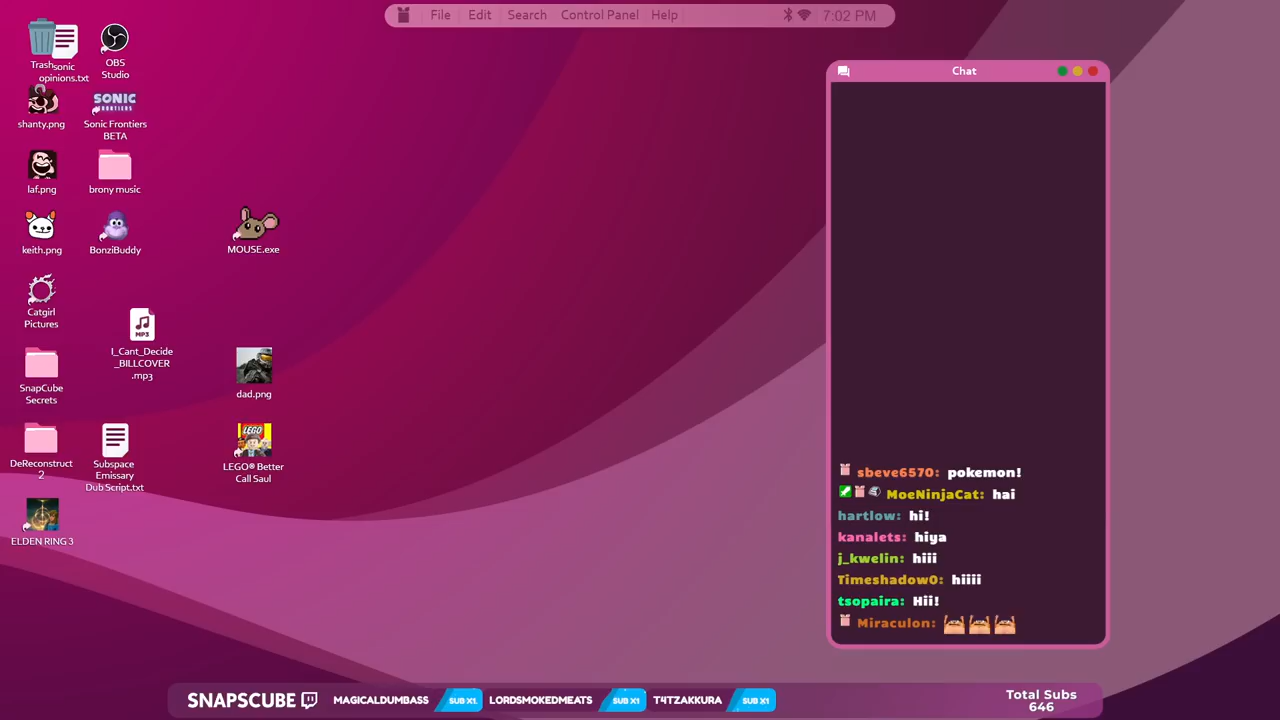 File Edit Search Control Panel Help 7:02 PM
Trash
sonic
opinions.txt
OBS
Studio
shanty.png
SONIC
Sonic Frontiers
BETA
laf.png
brony music
keith.png
BonziBuddy
MOUSE.exe
Catgirl
Pictures
MP3
I_Cant_Decide
_BILLCOVER
.mp3
SnapCube
Secrets
dad.png
DeReconstruct
2
Subspace
Emissary
Dub Script.txt
LEGO
LEGO® Better
Call Saul
ELDEN RING 3
Chat
sbeve6570: pokemon!
MoeNinjaCat: hai
hartlow: hi!
kanalets: hiya
j_kwelin: hiii
Timeshadow0: hiiii
tsopaira: Hii!
Miraculon:
SNAPSCUBE MAGICALDUMBASS SUB X1 LORDSMOKEDMEATS SUB X1 T4TZAKKURA SUB X1
Total Subs
646